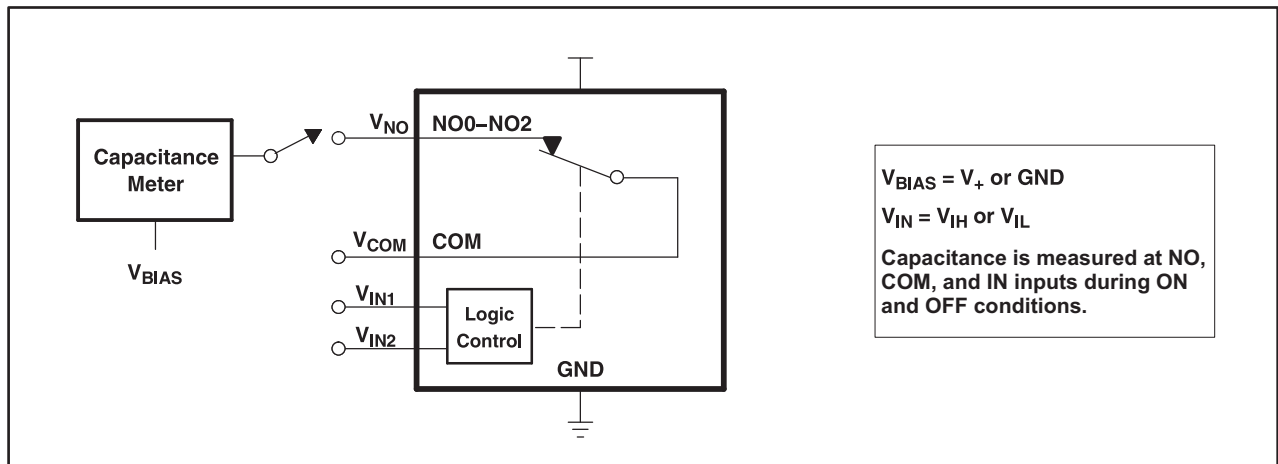 Capacitance
Meter
V_BIAS
V_NO
NO0–NO2
V_COM
COM
V_IN1
V_IN2
Logic
Control
GND
V_BIAS = V_+ or GND
V_IN = V_IH or V_IL
Capacitance is measured at NO,
COM, and IN inputs during ON
and OFF conditions.